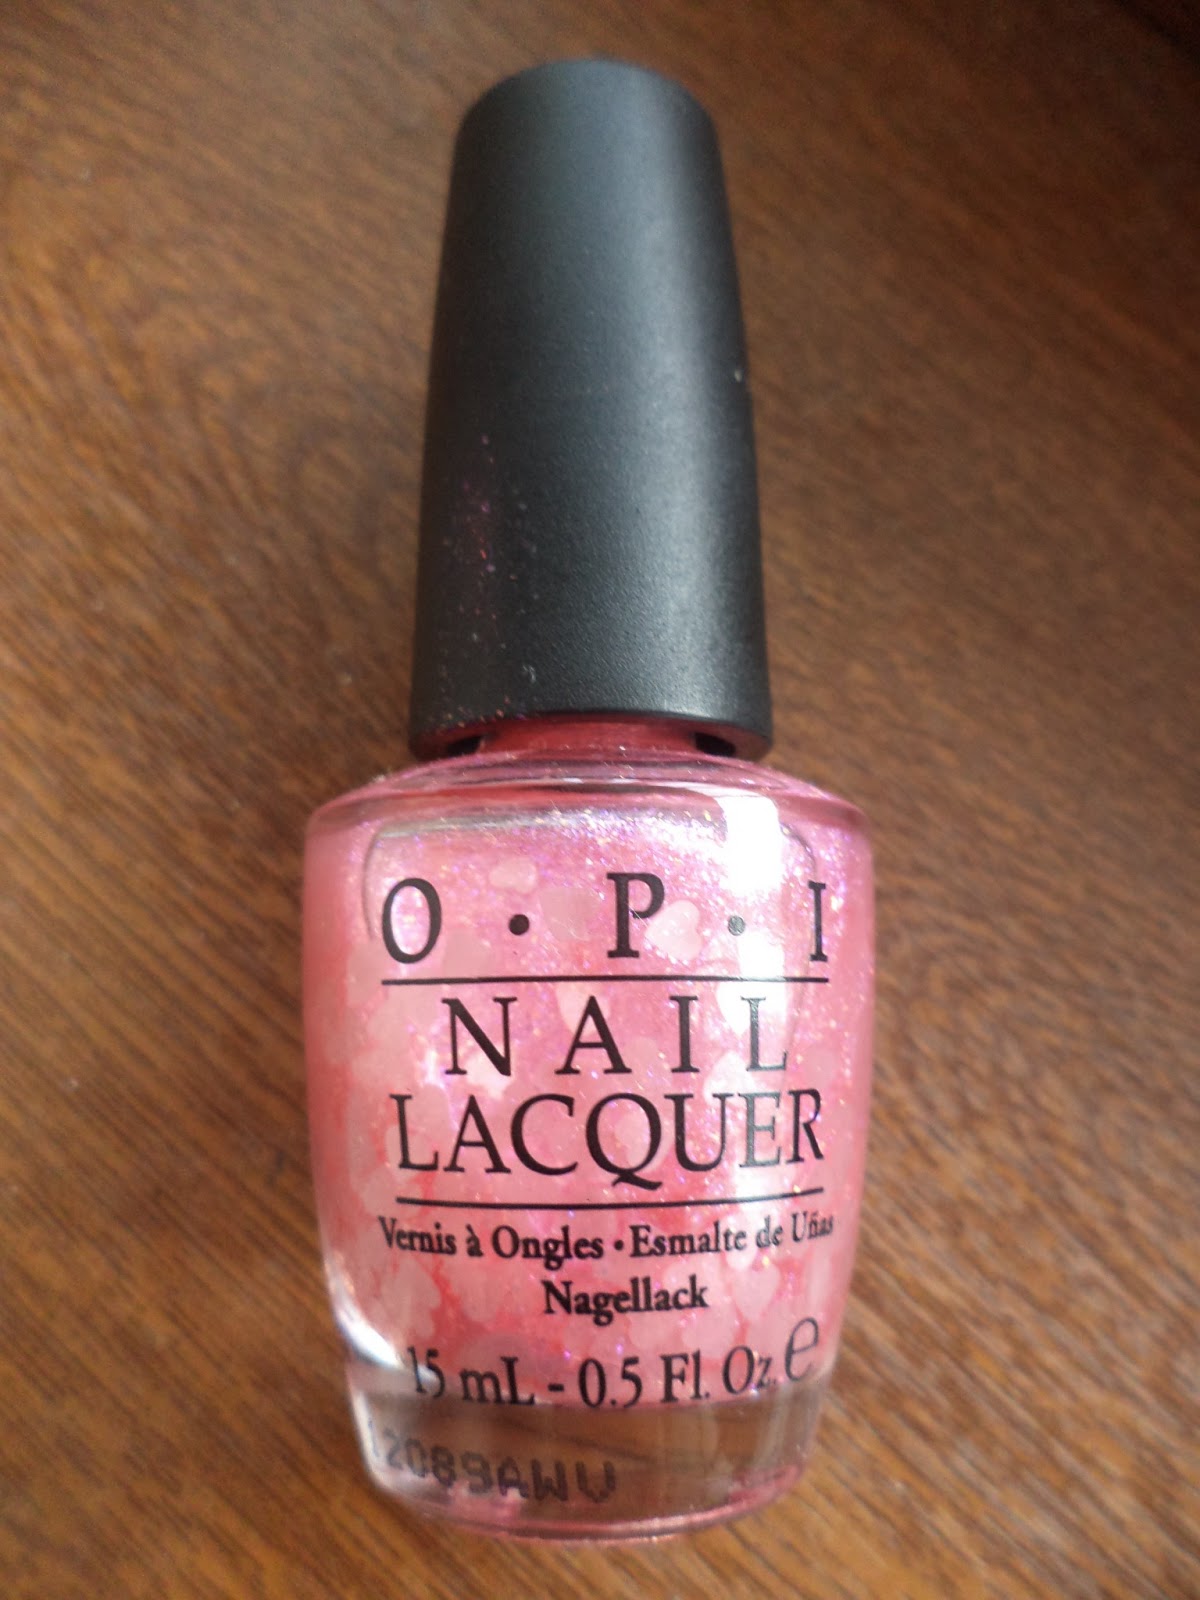 O · P · I
NAIL
LACQUER
Vernis à Ongles • Esmalte de Uñas
Nagellack
15 mL - 0.5 Fl. Oz. e
12089AWU